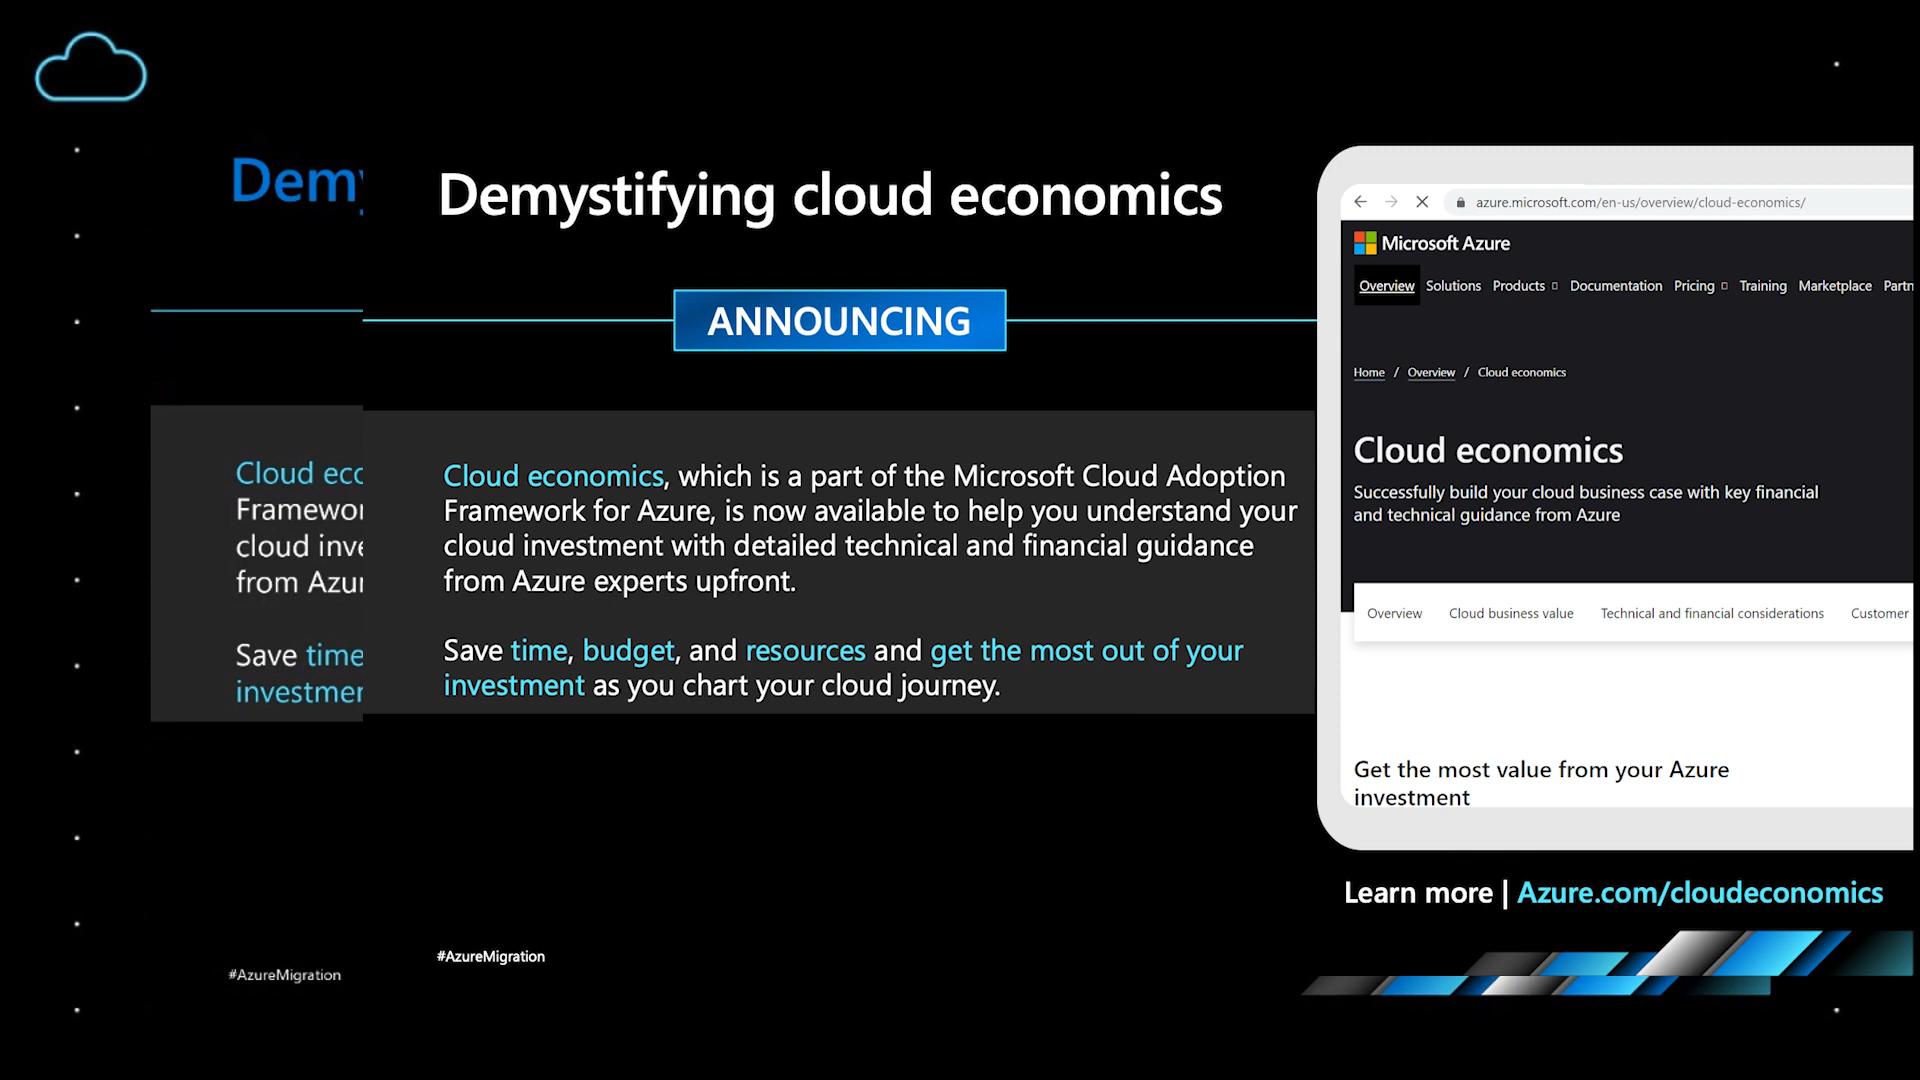 Demy
Demystifying cloud economics
ANNOUNCING
Cloud eco
Framewor
cloud inve
from Azur
Save time
investmen
#AzureMigration
Cloud economics, which is a part of the Microsoft Cloud Adoption
Framework for Azure, is now available to help you understand your
cloud investment with detailed technical and financial guidance
from Azure experts upfront.
Save time, budget, and resources and get the most out of your
investment as you chart your cloud journey.
#AzureMigration
azure.microsoft.com/en-us/overview/cloud-economics/
Microsoft Azure
Overview Solutions Products Documentation Pricing Training Marketplace Partn
Home / Overview / Cloud economics
Cloud economics
Successfully build your cloud business case with key financial
and technical guidance from Azure
Overview Cloud business value Technical and financial considerations Customer
Get the most value from your Azure
investment
Learn more | Azure.com/cloudeconomics